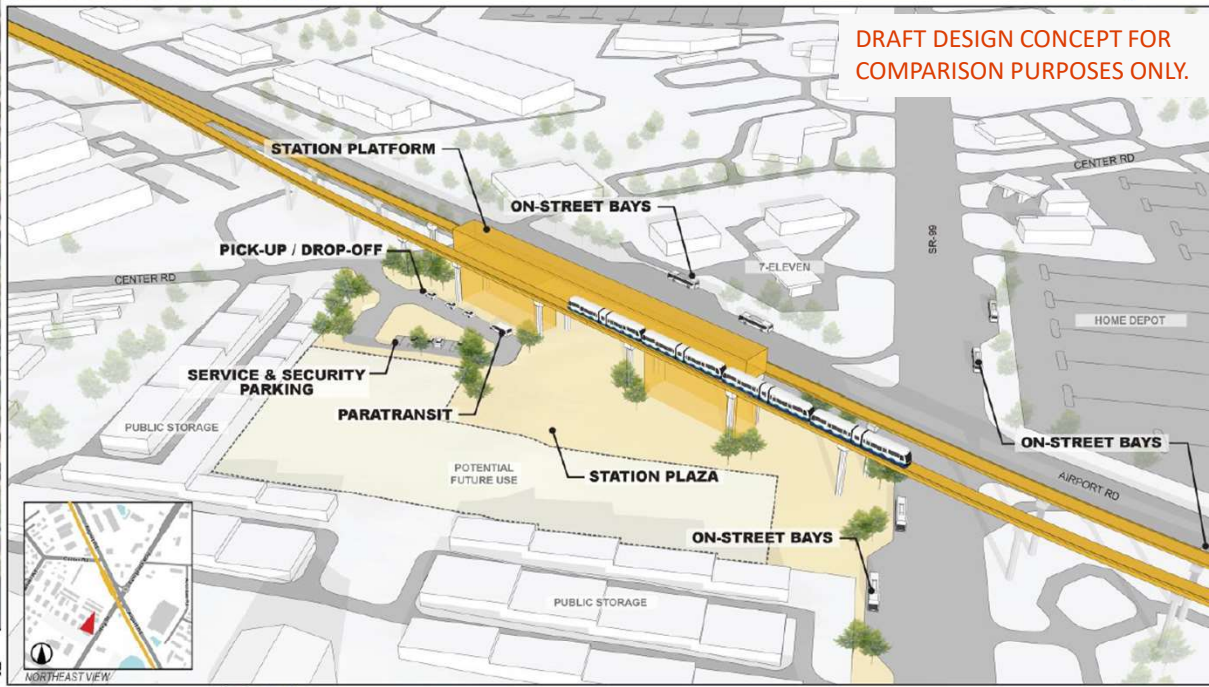 DRAFT DESIGN CONCEPT FOR
COMPARISON PURPOSES ONLY.
STATION PLATFORM
ON-STREET BAYS
CENTER RD
PICK-UP / DROP-OFF
7-ELEVEN
SR-99
CENTER RD
HOME DEPOT
SERVICE & SECURITY
PARKING
PARATRANSIT
PUBLIC STORAGE
ON-STREET BAYS
POTENTIAL
FUTURE USE
STATION PLAZA
AIRPORT RD
ON-STREET BAYS
PUBLIC STORAGE
NORTHEAST VIEW